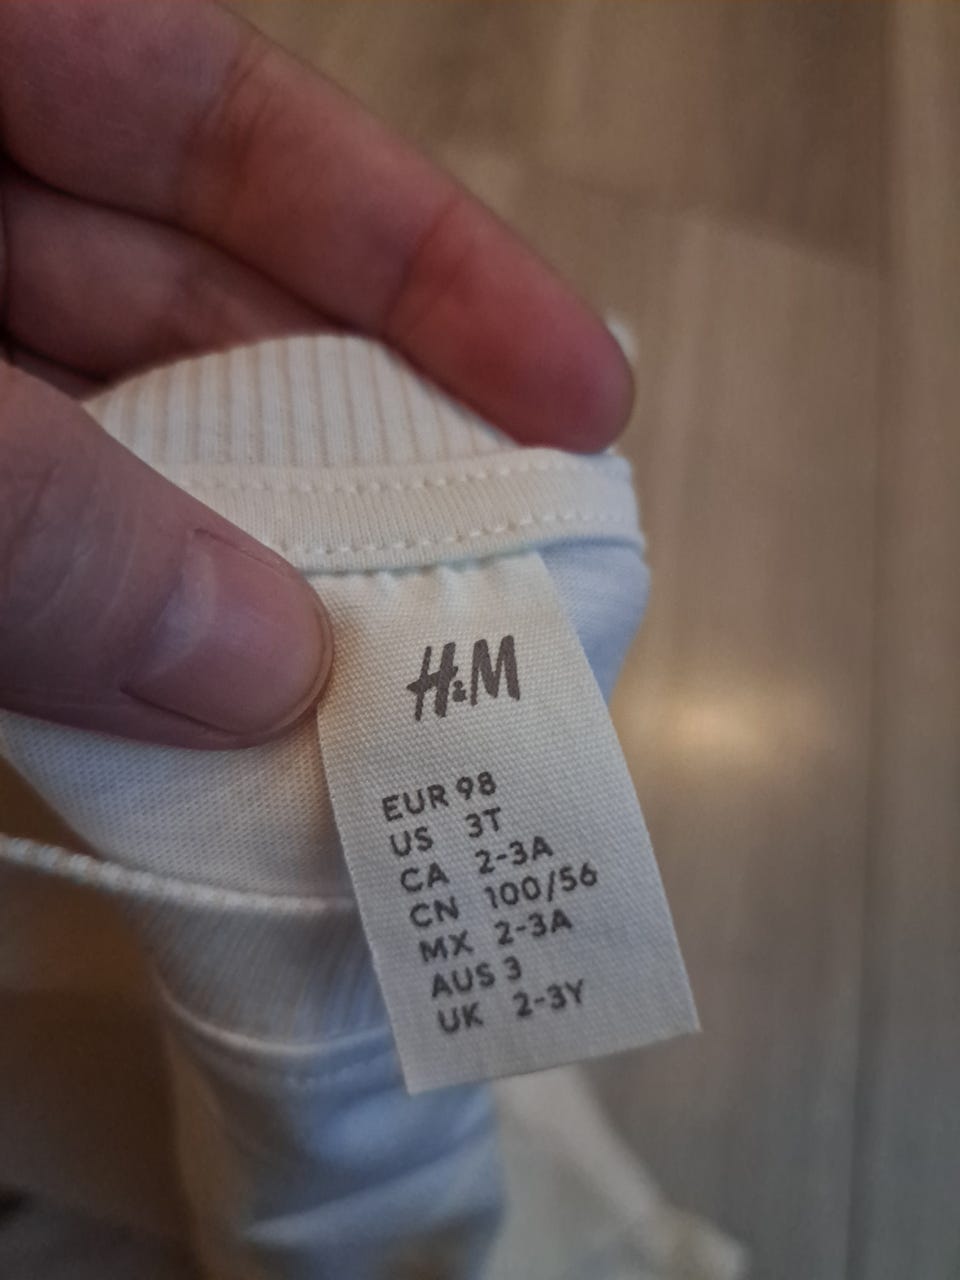 H&M
EUR 98
US 3T
CA 2-3A
CN 100/56
MX 2-3A
AUS 3
UK 2-3Y